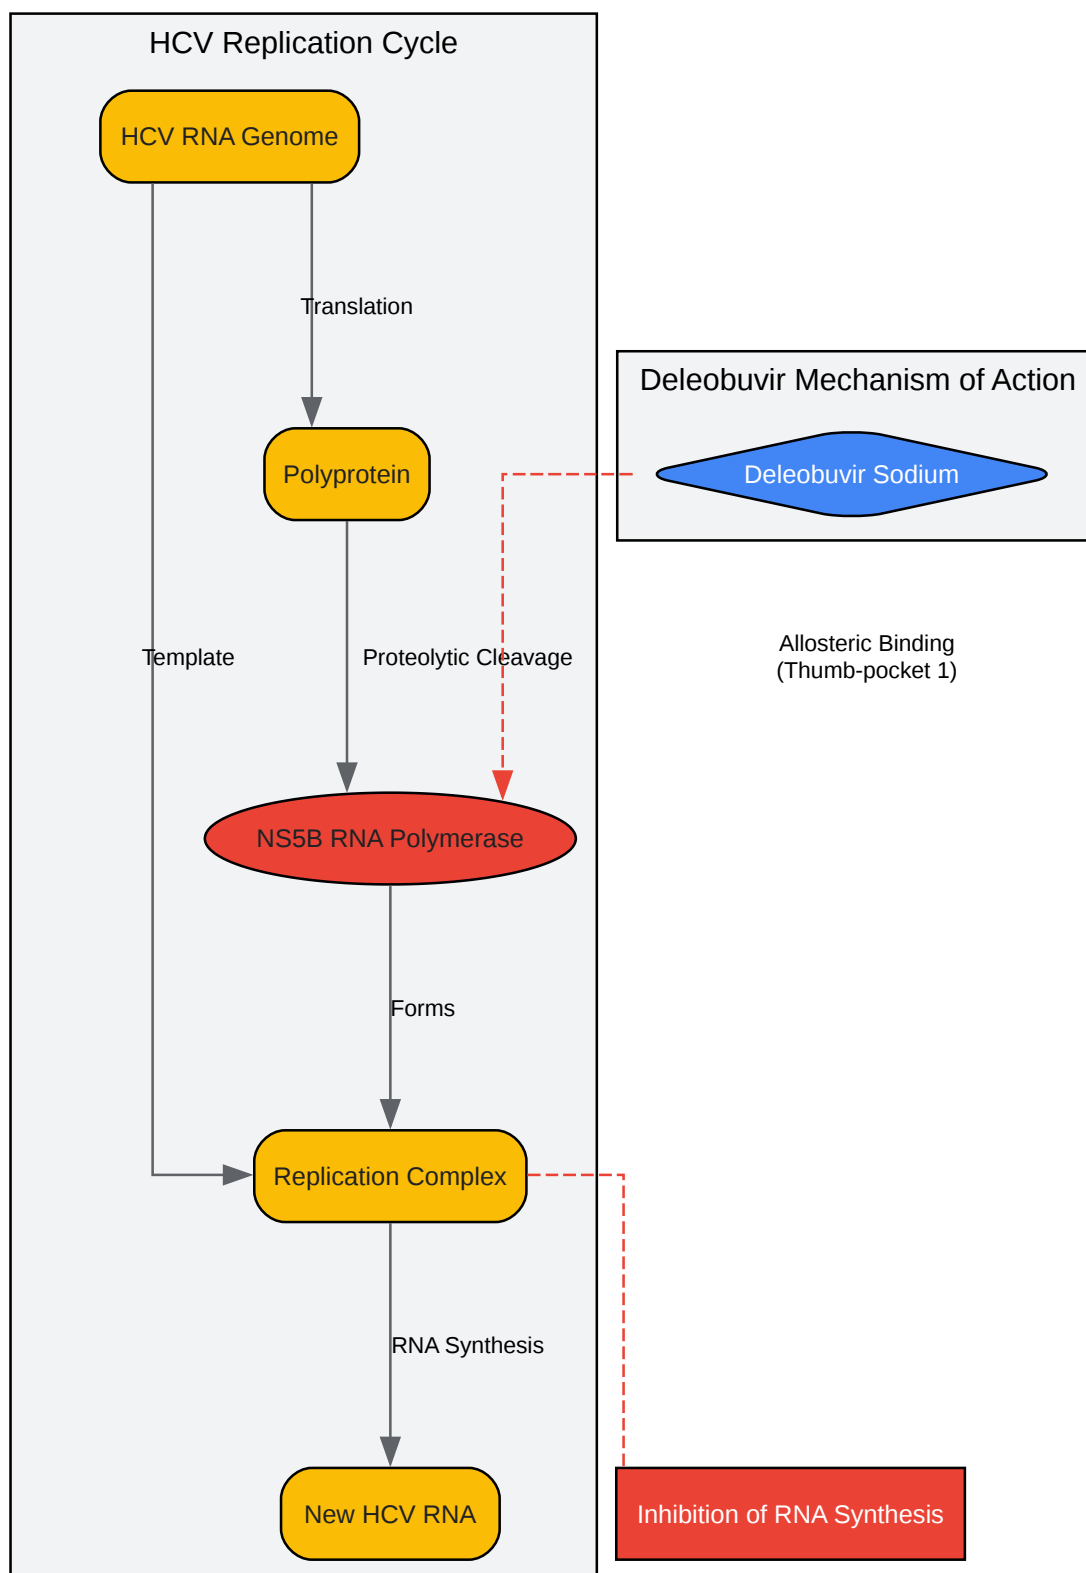 HCV Replication Cycle
HCV RNA Genome
Translation
Deleobuvir Mechanism of Action
Polyprotein
Deleobuvir Sodium
Template
Proteolytic Cleavage
Allosteric Binding
(Thumb-pocket 1)
NS5B RNA Polymerase
Forms
Replication Complex
RNA Synthesis
New HCV RNA
Inhibition of RNA Synthesis